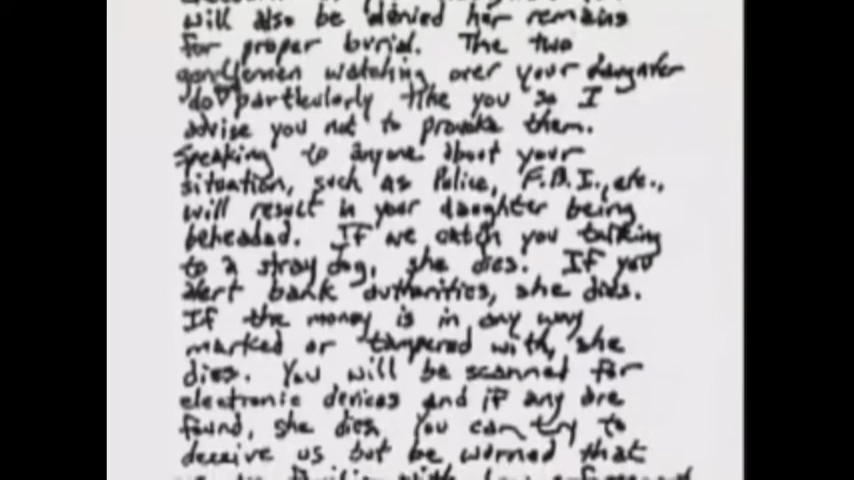 will also be denied her remains
for proper burial. The two
gentlemen watching over your daughter
do particularly like you so I
advise you not to provoke them.
Speaking to anyone about your
situation, such as Police, F.B.I., etc.,
will result in your daughter being
beheaded. If we catch you talking
to a stray dog, she dies. If you
alert bank authorities, she dies.
If the money is in any way
marked or tampered with, she
dies. You will be scanned for
electronic devices and if any are
found, she dies. You can try to
deceive us but be warned that